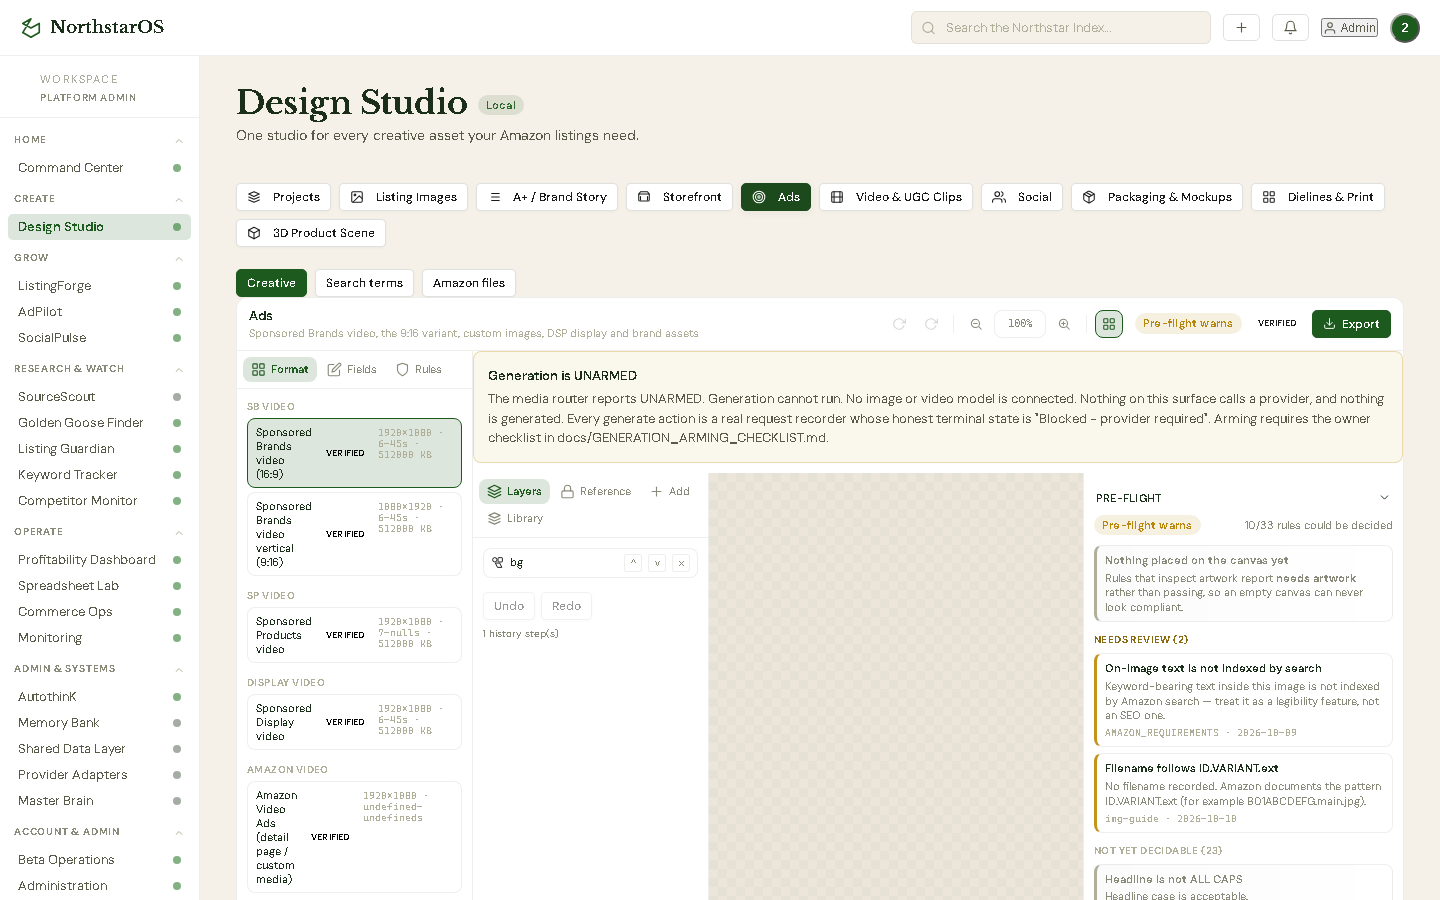 NorthstarOS
Search the Northstar Index...
Admin
2
WORKSPACE
PLATFORM ADMIN
HOME
Command Center
CREATE
Design Studio
GROW
ListingForge
AdPilot
SocialPulse
RESEARCH & WATCH
SourceScout
Golden Goose Finder
Listing Guardian
Keyword Tracker
Competitor Monitor
OPERATE
Profitability Dashboard
Spreadsheet Lab
Commerce Ops
Monitoring
ADMIN & SYSTEMS
AutothinK
Memory Bank
Shared Data Layer
Provider Adapters
Master Brain
ACCOUNT & ADMIN
Beta Operations
Administration
Design Studio
Local
One studio for every creative asset your Amazon listings need.
Projects
Listing Images
A+ / Brand Story
Storefront
Ads
Video & UGC Clips
Social
Packaging & Mockups
Dielines & Print
3D Product Scene
Creative
Search terms
Amazon files
Ads
Sponsored Brands video, the 9:16 variant, custom images, DSP display and brand assets
100%
Pre-flight warns
VERIFIED
Export
Format
Fields
Rules
SB VIDEO
Sponsored
Brands
video
(16:9)
VERIFIED
1920×1080 ·
6–45s ·
512000 KB
Sponsored
Brands
video
vertical
(9:16)
VERIFIED
1080×1920 ·
6–45s ·
512000 KB
SP VIDEO
Sponsored
Products
video
VERIFIED
1920×1080 ·
7–nulls ·
512000 KB
DISPLAY VIDEO
Sponsored
Display
video
VERIFIED
1920×1080 ·
6–45s ·
512000 KB
AMAZON VIDEO
Amazon
Video
Ads
(detail
page /
custom
media)
VERIFIED
1920×1080 ·
undefined–
undefineds
Generation is UNARMED
The media router reports UNARMED. Generation cannot run. No image or video model is connected. Nothing on this surface calls a provider, and nothing
is generated. Every generate action is a real request recorder whose honest terminal state is "Blocked - provider required". Arming requires the owner
checklist in docs/GENERATION_ARMING_CHECKLIST.md.
Layers
Reference
Add
Library
bg
^
v
×
Undo
Redo
1 history step(s)
PRE-FLIGHT
Pre-flight warns
10/33 rules could be decided
Nothing placed on the canvas yet
Rules that inspect artwork report needs artwork
rather than passing, so an empty canvas can never
look compliant.
NEEDS REVIEW (2)
On-image text is not indexed by search
Keyword-bearing text inside this image is not indexed
by Amazon search — treat it as a legibility feature, not
an SEO one.
AMAZON_REQUIREMENTS · 2026-10-09
Filename follows ID.VARIANT.ext
No filename recorded. Amazon documents the pattern
ID.VARIANT.ext (for example B01ABCDEFG.main.jpg).
img-guide · 2026-10-10
NOT YET DECIDABLE (23)
Headline is not ALL CAPS
Headline case is acceptable.